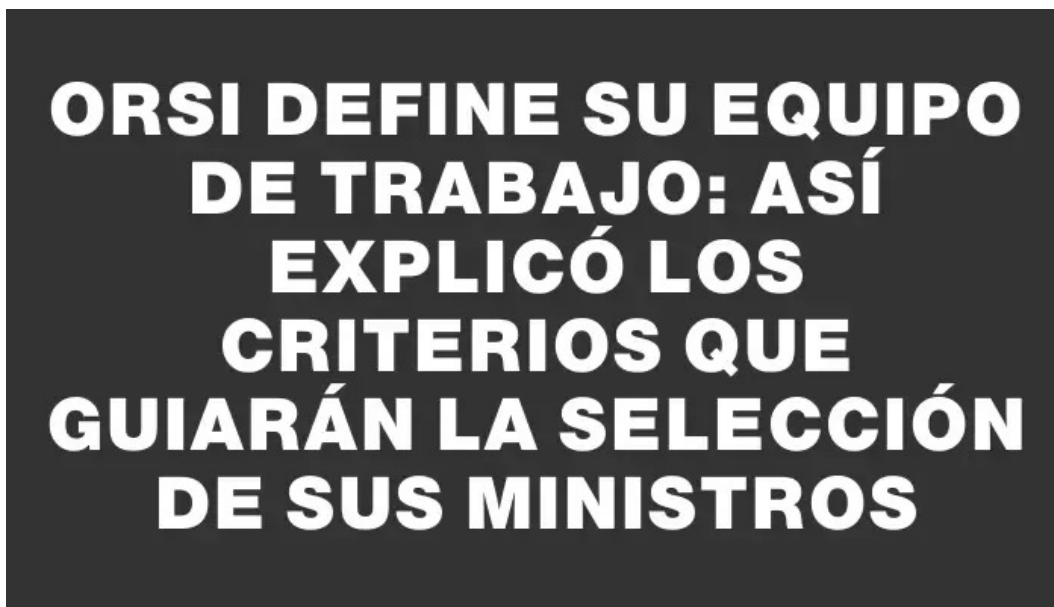 ORSI DEFINE SU EQUIPO
DE TRABAJO: ASÍ
EXPLICÓ LOS
CRITERIOS QUE
GUIARÁN LA SELECCIÓN
DE SUS MINISTROS